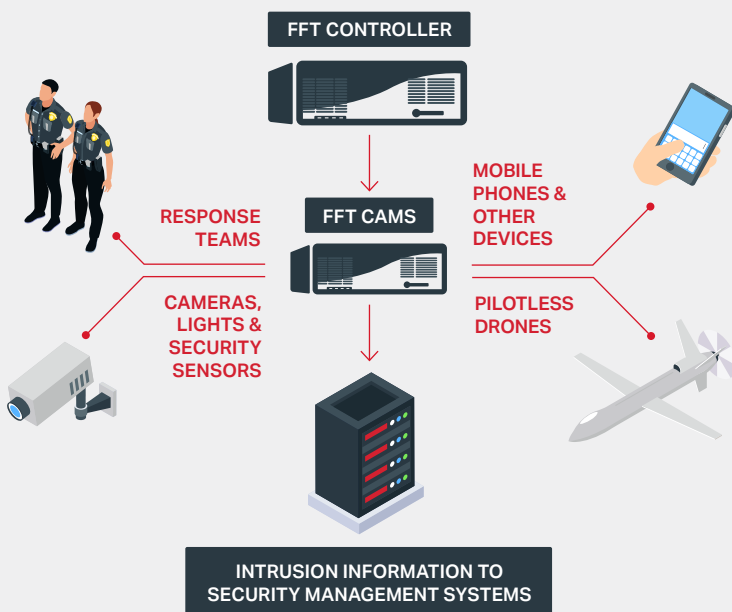 FFT CONTROLLER
RESPONSE
TEAMS
FFT CAMS
MOBILE
PHONES &
OTHER
DEVICES
CAMERAS,
LIGHTS &
SECURITY
SENSORS
PILOTLESS
DRONES
INTRUSION INFORMATION TO
SECURITY MANAGEMENT SYSTEMS